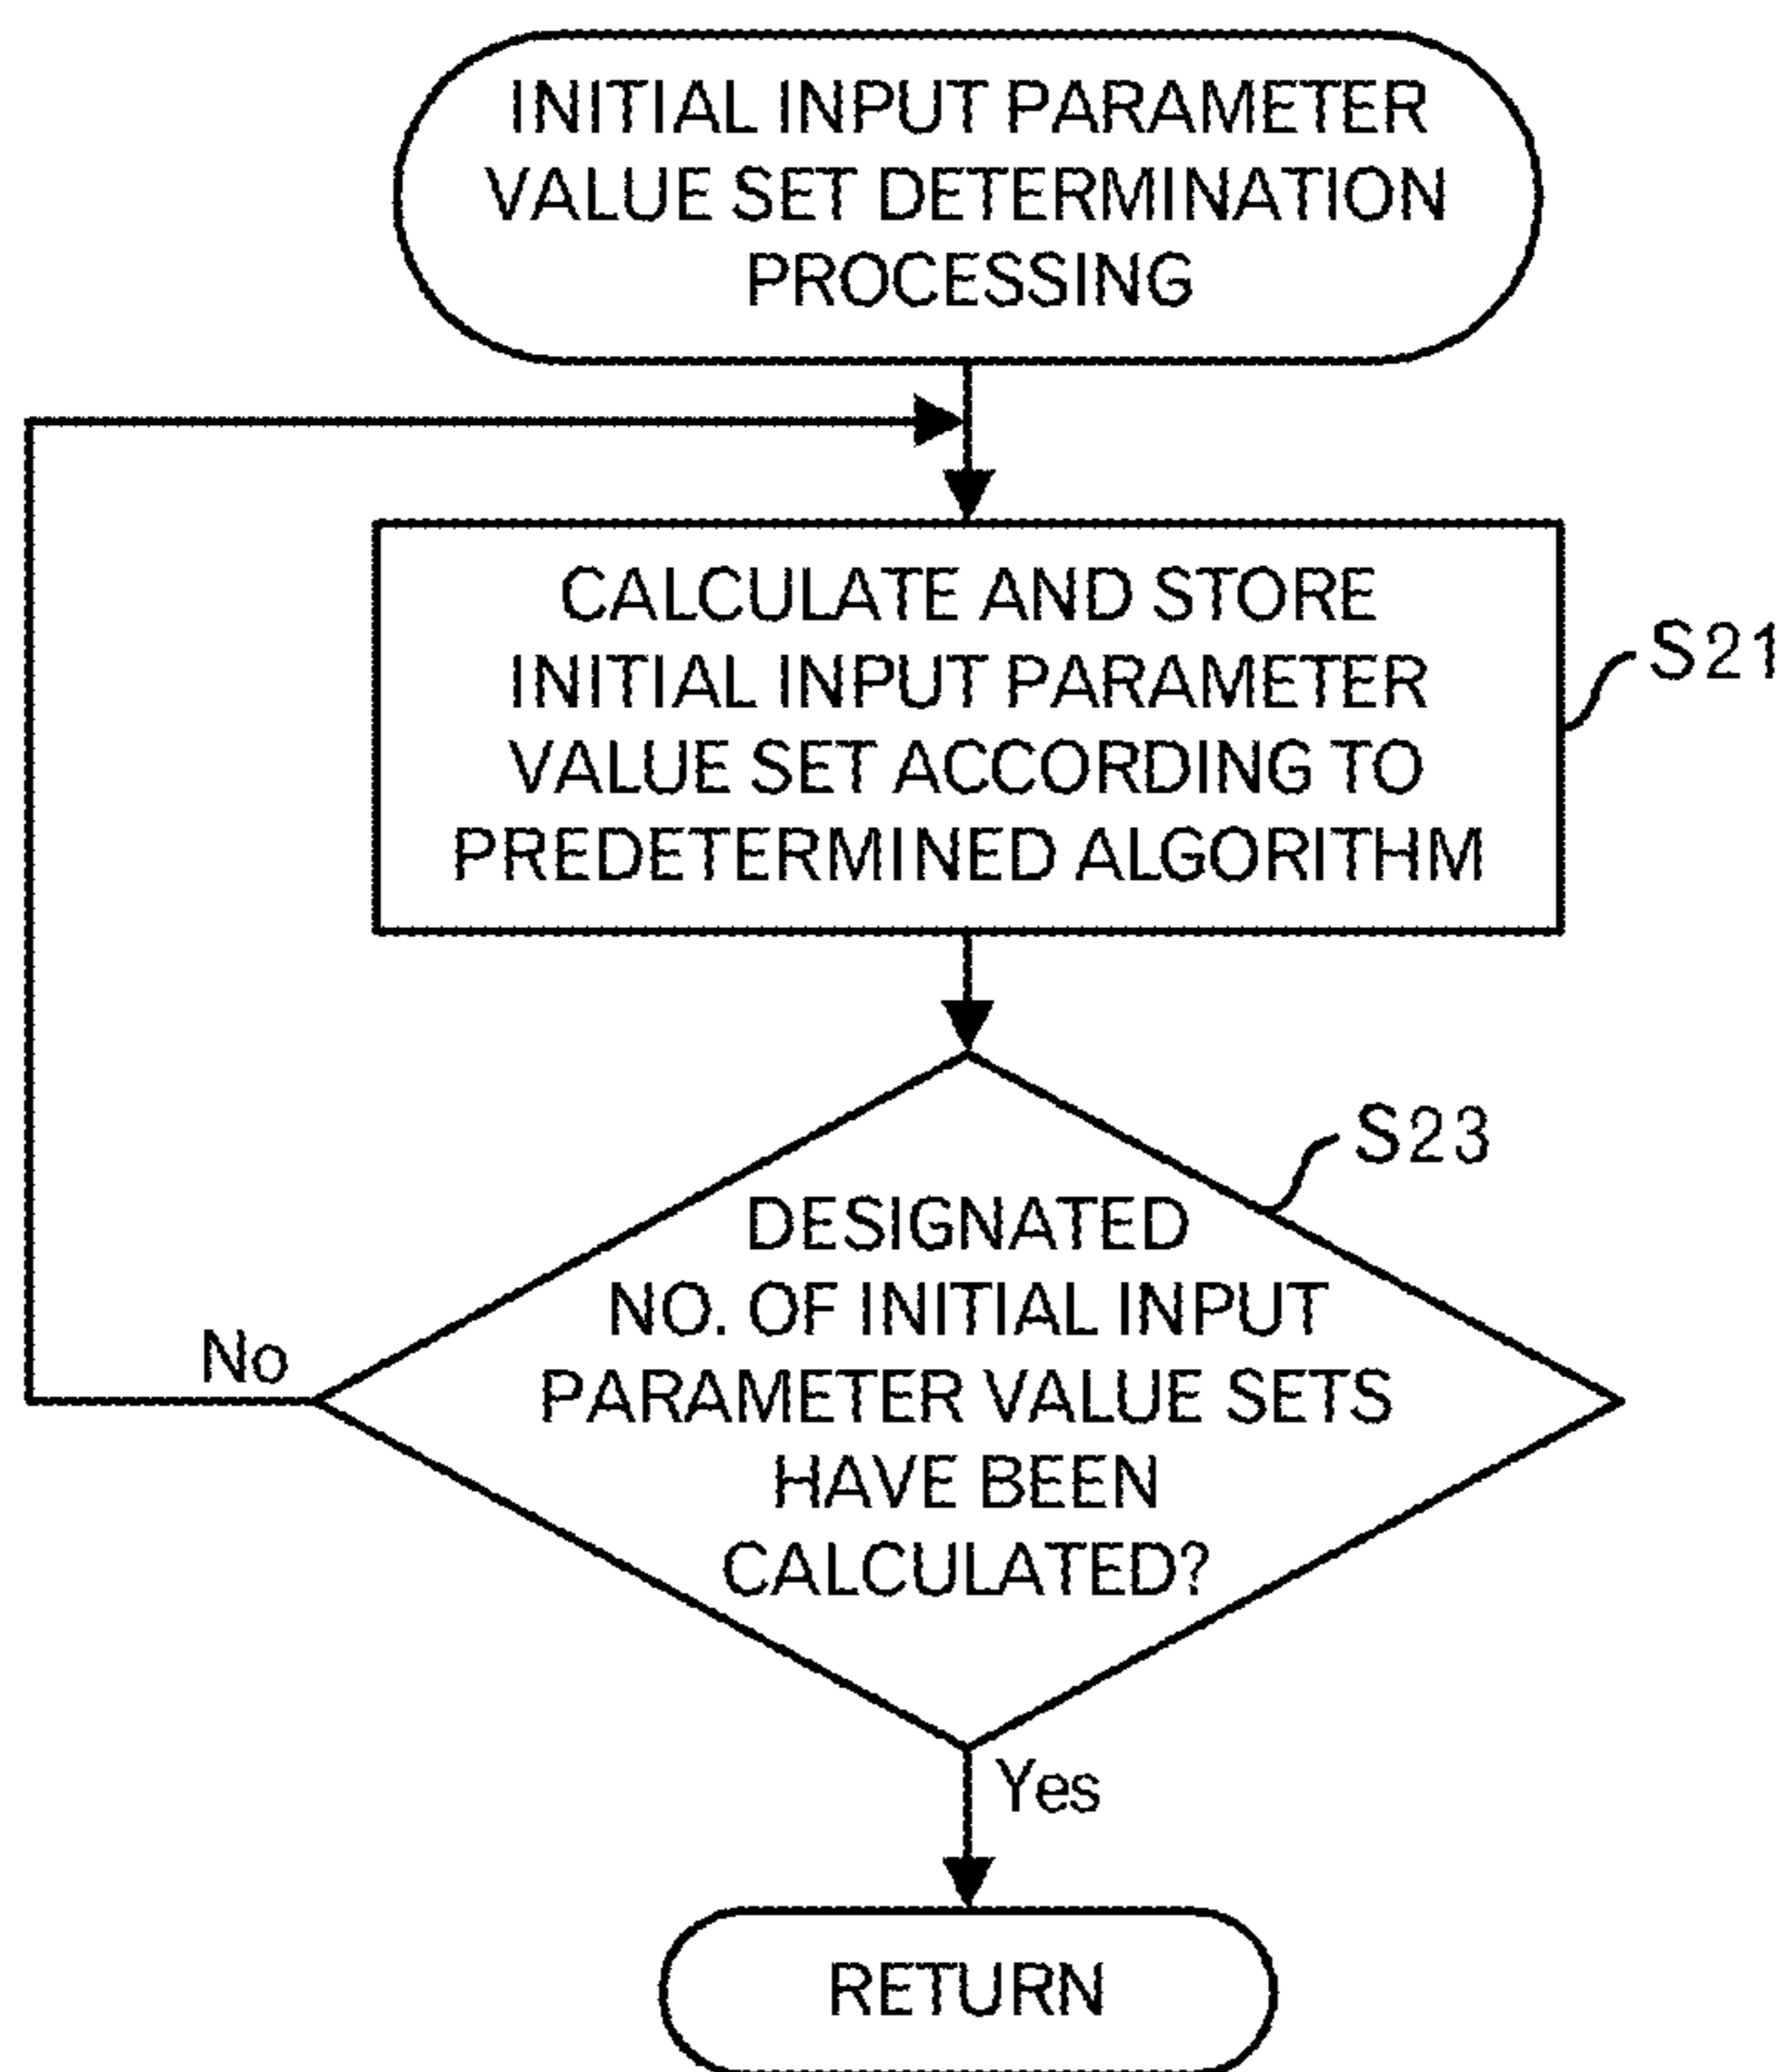 INITIAL INPUT PARAMETER
VALUE SET DETERMINATION
PROCESSING
CALCULATE AND STORE
INITIAL INPUT PARAMETER
VALUE SET ACCORDING TO
PREDETERMINED ALGORITHM
S21
S23
DESIGNATED
NO. OF INITIAL INPUT
PARAMETER VALUE SETS
HAVE BEEN
CALCULATED?
No
Yes
RETURN